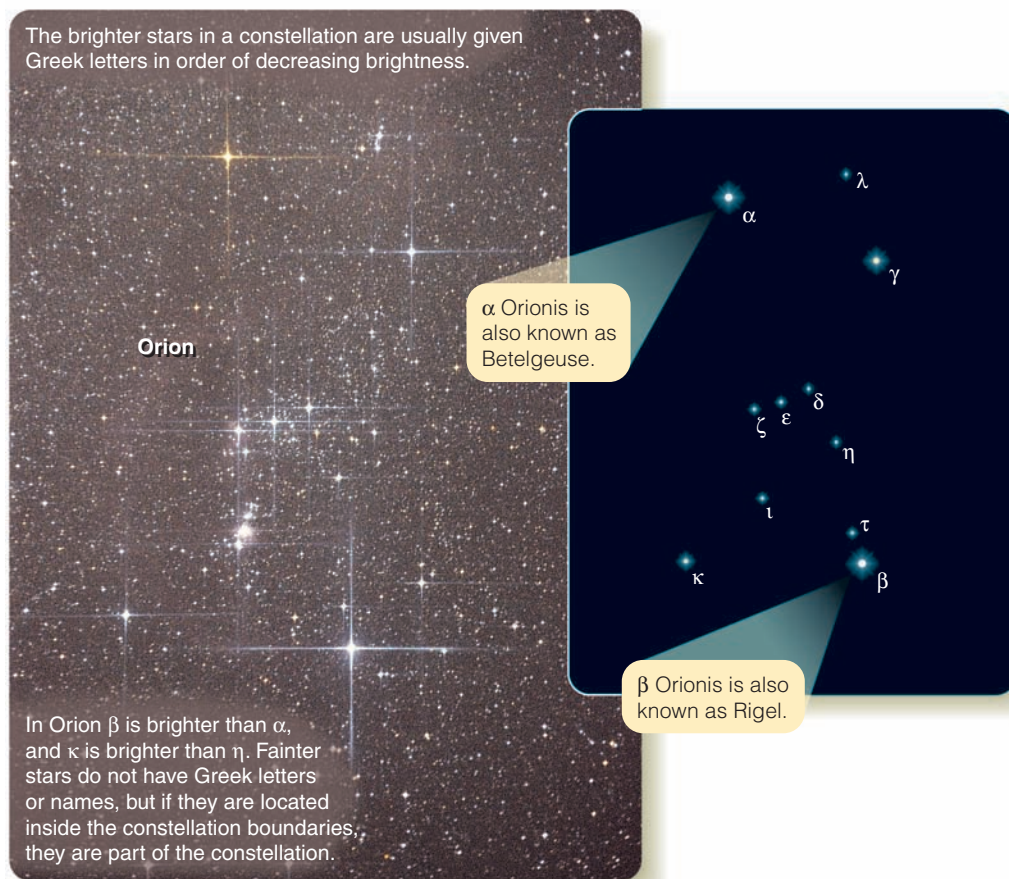 The brighter stars in a constellation are usually given
Greek letters in order of decreasing brightness.
λ
α
γ
α Orionis is
also known as
Betelgeuse.
Orion
δ
ε
ζ
η
ι
τ
κ
β
β Orionis is also
known as Rigel.
In Orion β is brighter than α,
and κ is brighter than η. Fainter
stars do not have Greek letters
or names, but if they are located
inside the constellation boundaries,
they are part of the constellation.